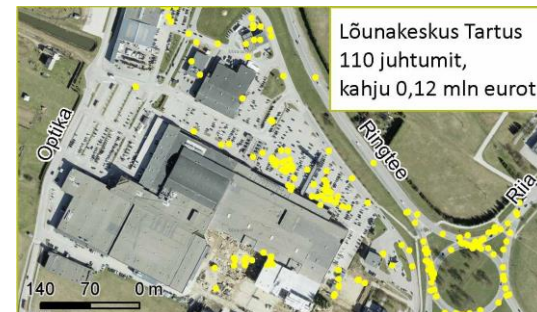 Lõunakeskus Tartus
110 juhtumit,
kahju 0,12 mln eurot
Optika
Ringtee
Riia
140 70 0 m